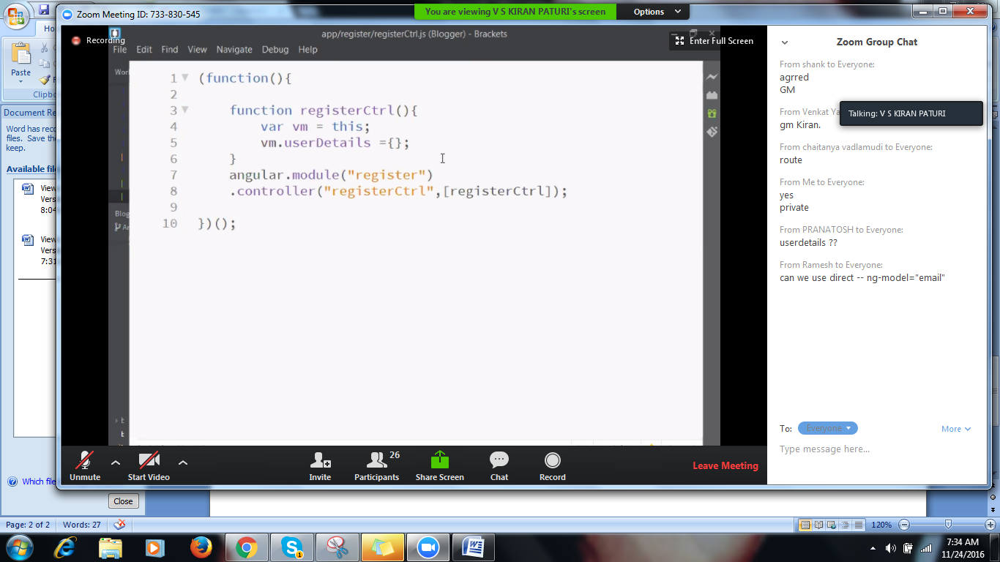 Zoom Meeting ID: 733-830-545
You are viewing V S KIRAN PATURI's screen
Options
Ho
Paste
Clipbo
Document Re
Word has reco
files. Save the
keep.
Available file
View
Vers
8:04
View
Vers
7:31
Which file
Close
Recording
app/register/registerCtrl.js (Blogger) - Brackets
Enter Full Screen
File Edit Find View Navigate Debug Help
Wor
1 (function(){
2
3 function registerCtrl(){
4 var vm = this;
5 vm.userDetails ={};
6 }
7 angular.module("register")
8 .controller("registerCtrl",[registerCtrl]);
9
10 })();
Blog
Zoom Group Chat
From shank to Everyone:
agrred
GM
From Venkat Ya
Talking: V S KIRAN PATURI
gm Kiran.
From chaitanya vadlamudi to Everyone:
route
From Me to Everyone:
yes
private
From PRANATOSH to Everyone:
userdetails ??
From Ramesh to Everyone:
can we use direct -- ng-model="email"
To: Everyone
More
Type message here...
Unmute
Start Video
Invite
26
Participants
Share Screen
Chat
Record
Leave Meeting
Page: 2 of 2 Words: 27
120%
1
7:34 AM
11/24/2016